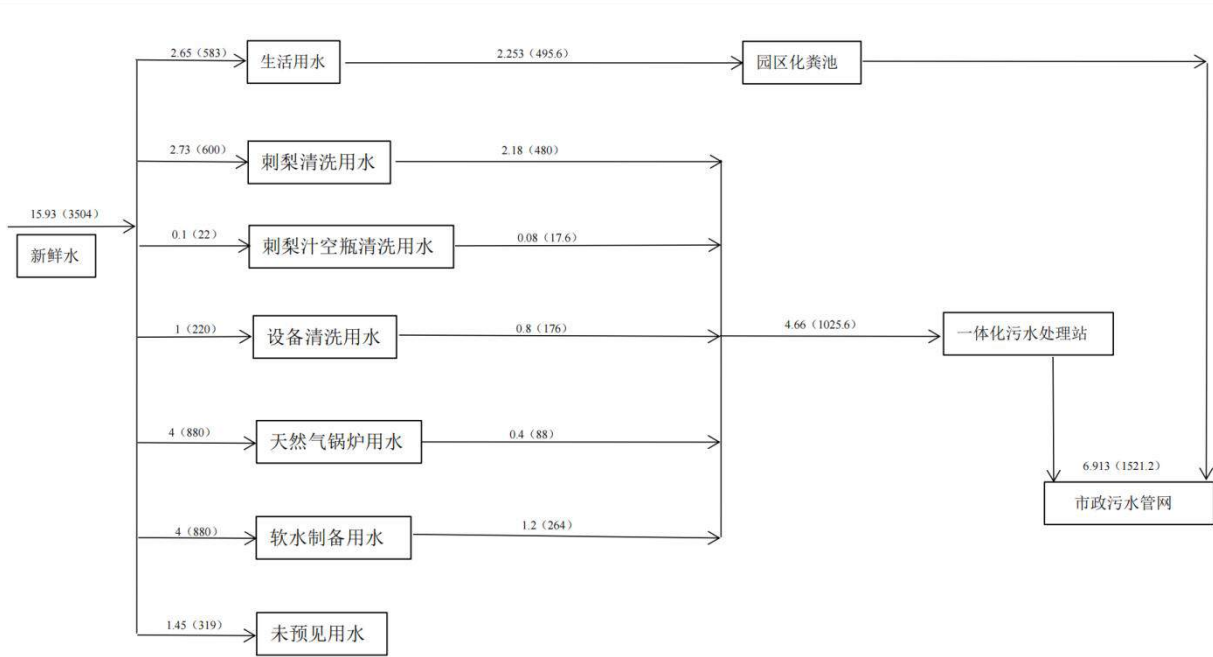 2.65（583）
生活用水
2.253（495.6）
园区化粪池
2.73（600）
刺梨清洗用水
2.18（480）
15.93（3504）
新鲜水
0.1（22）
刺梨汁空瓶清洗用水
0.08（17.6）
1（220）
设备清洗用水
0.8（176）
4.66（1025.6）
一体化污水处理站
4（880）
天然气锅炉用水
0.4（88）
6.913（1521.2）
市政污水管网
4（880）
软水制备用水
1.2（264）
1.45（319）
未预见用水